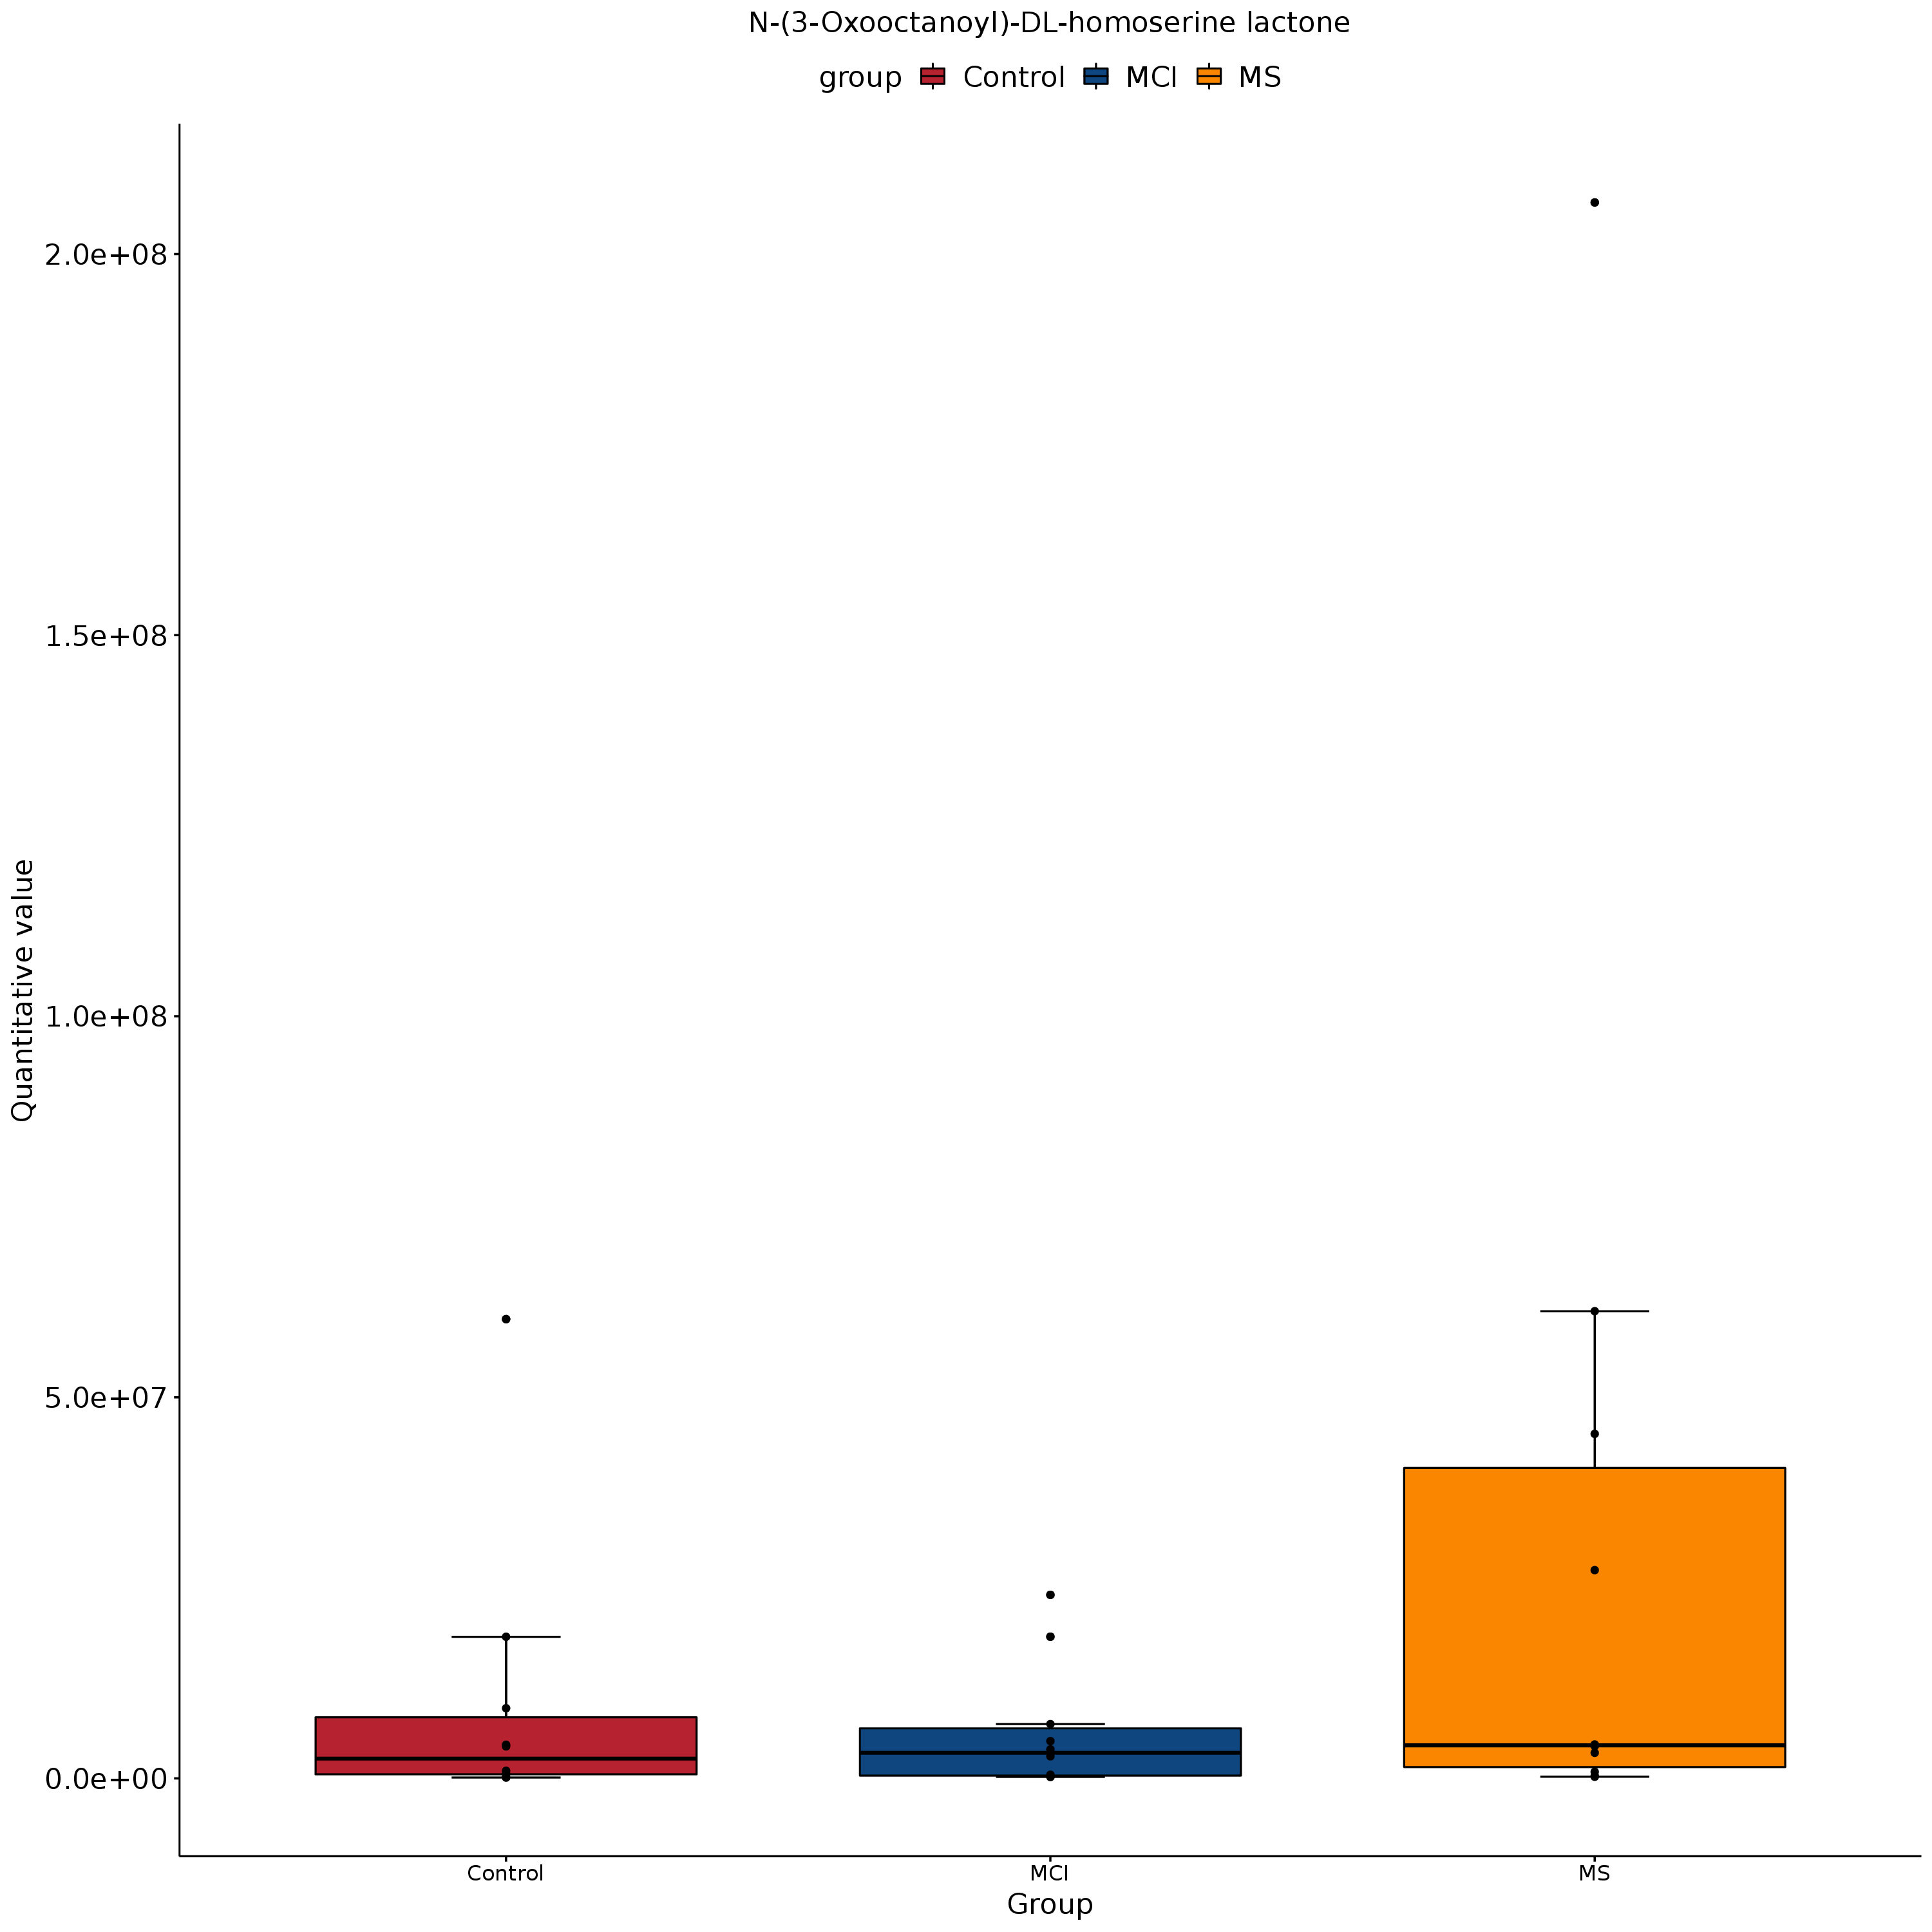 N-(3-Oxooctanoyl)-DL-homoserine lactone
group Control MCI MS
2.0e+08
1.5e+08
1.0e+08
5.0e+07
0.0e+00
Quantitative value
Control MCI MS
Group